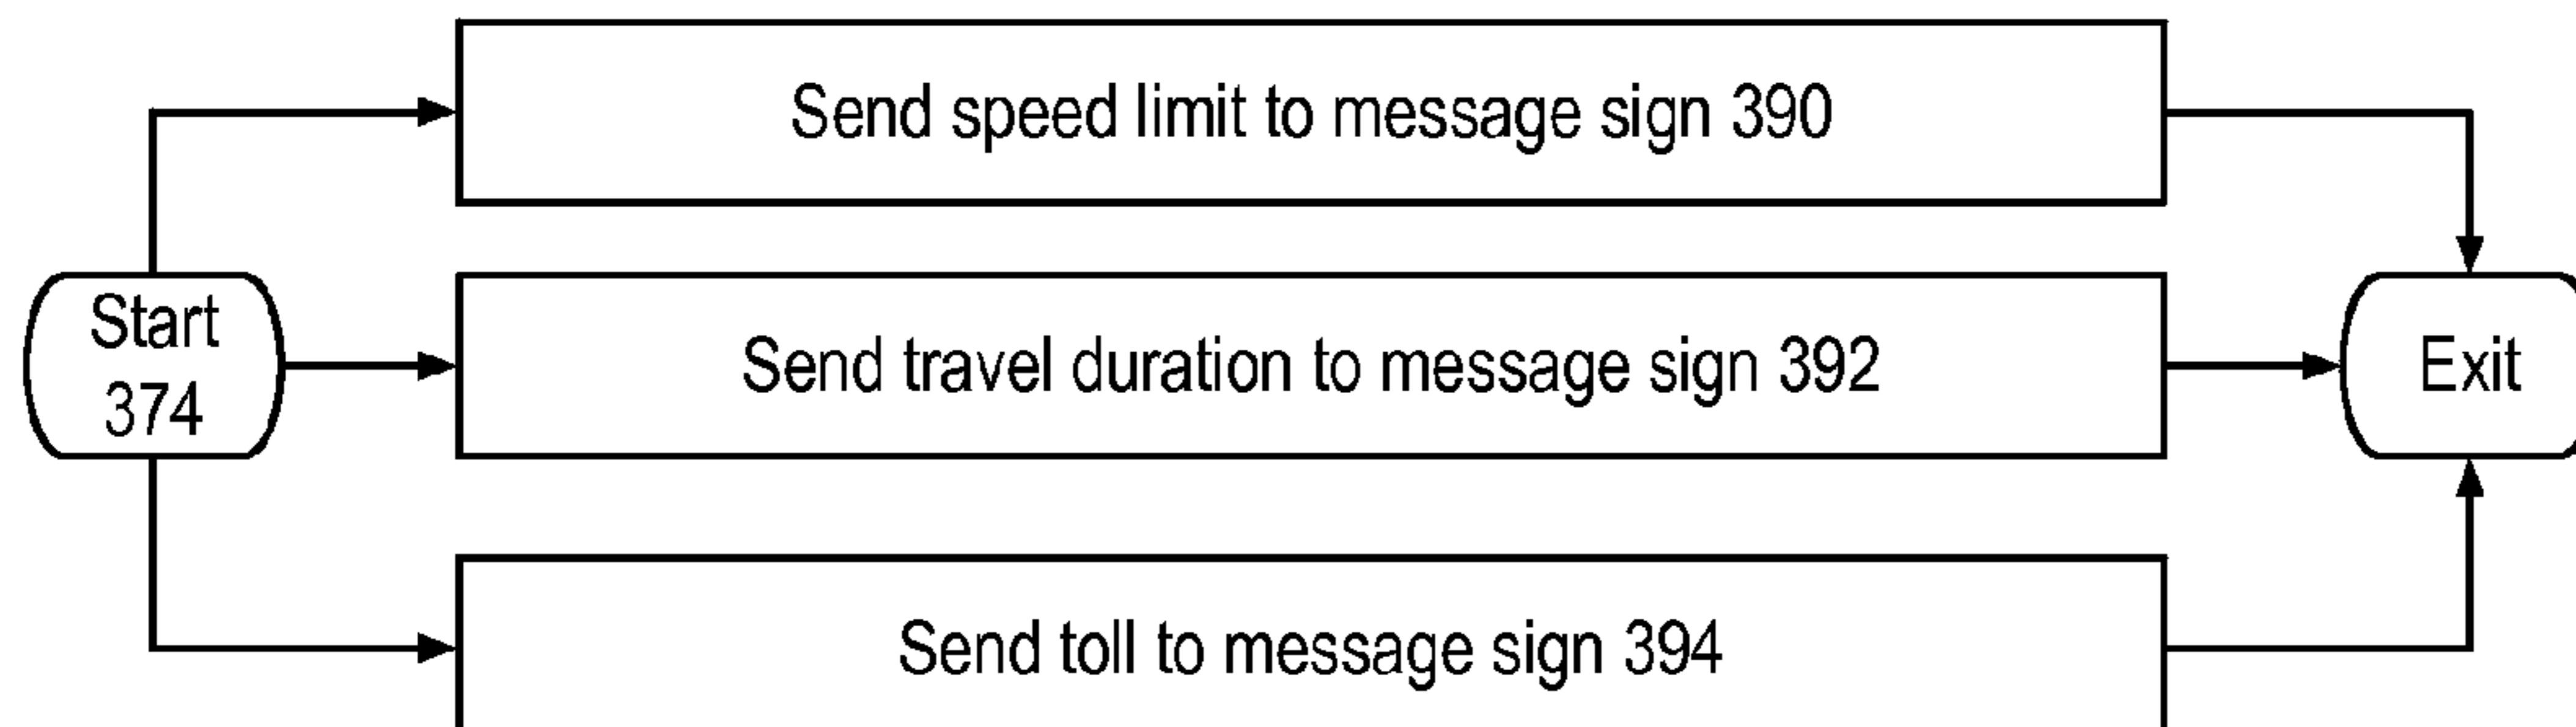 Send speed limit to message sign 390
Start
374
Send travel duration to message sign 392
Exit
Send toll to message sign 394